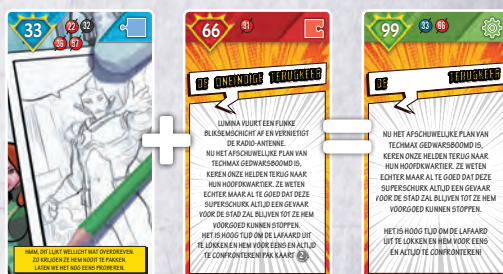 33
22 32
36 97
HMM, DIT LIJKT WELLICHT WAT OVERDREVEN.
ZO KRIJGEN ZE HEM NOOIT TE PAKKEN.
LATEN WE HET NOG EENS PROBEREN.
66
31
DE ONEINDIGE TERUGKEER
LUMINA VUURT EEN FLINKE
BLIKSEMSCHICHT AF EN VERNIETIGT
DE RADIO-ANTENNE.
NU HET AFSCHUWELIJKE PLAN VAN
TECHMAX GEDWARSBOOMD IS,
KEREN ONZE HELDEN TERUG NAAR
HUN HOOFDKWARTIER. ZE WETEN
ECHTER MAAR AL TE GOED DAT DEZE
SUPERSCHURK ALTIJD EEN GEVAAR
VOOR DE STAD ZAL BLIJVEN TOT ZE HEM
VOORGOED KUNNEN STOPPEN.
HET IS HOOG TIJD OM DE LAFAARD UIT
TE LOKKEN EN HEM VOOR EENS EN ALTIJD
TE CONFRONTEREN! PAK KAART 2.
99
33 66
DE TERUGKEER
NU HET AFSCHUWELIJKE PLAN VAN
TECHMAX GEDWARSBOOMD IS,
KEREN ONZE HELDEN TERUG NAAR
HUN HOOFDKWARTIER. ZE WETEN
ECHTER MAAR AL TE GOED DAT DEZE
SUPERSCHURK ALTIJD EEN GEVAAR
VOOR DE STAD ZAL BLIJVEN TOT ZE HEM
VOORGOED KUNNEN STOPPEN.
HET IS HOOG TIJD OM DE LAFAARD
UIT TE LOKKEN EN HEM VOOR EENS
EN ALTIJD TE CONFRONTEREN!